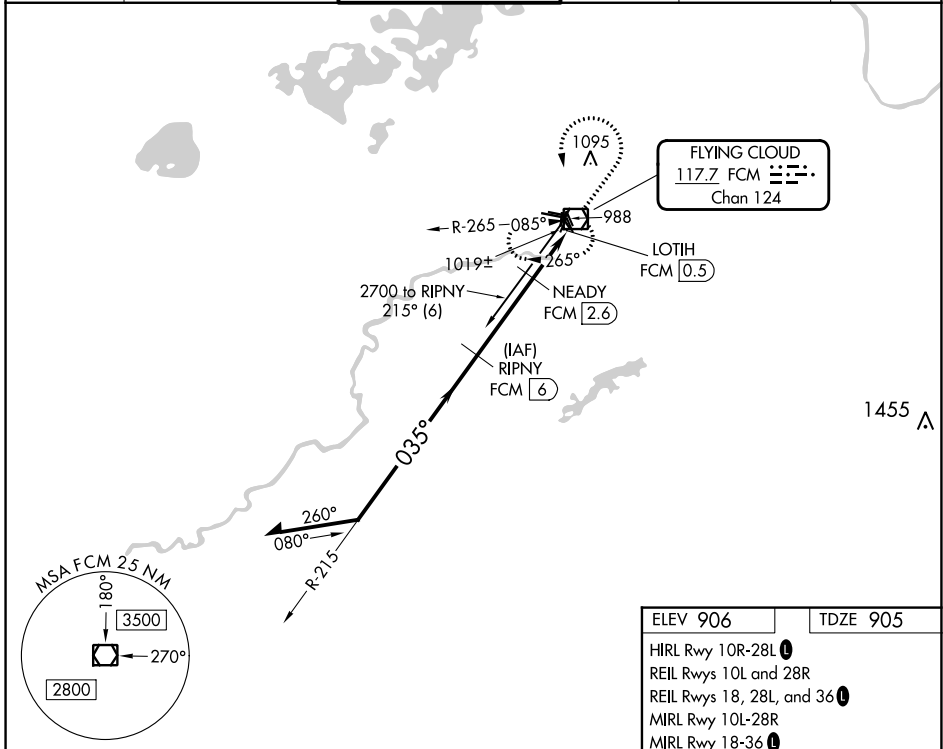 1095
FLYING CLOUD
117.7 FCM
Chan 124
R-265
085°
988
1019±
265°
LOTIH
FCM 0.5
2700 to RIPNY
215° (6)
NEADY
FCM 2.6
(IAF)
RIPNY
FCM 6
1455
035°
260°
080°
R-215
MSA FCM 25 NM
180°
3500
270°
2800
ELEV 906
TDZE 905
HIRL Rwy 10R-28L L
REIL Rwys 10L and 28R
REIL Rwys 18, 28L, and 36 L
MIRL Rwy 10L-28R
MIRL Rwy 18-36 L